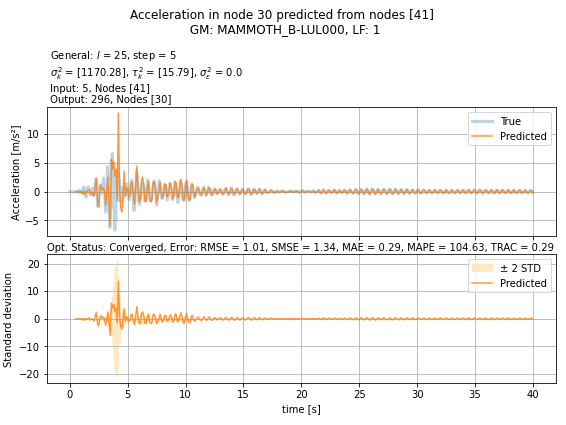 Acceleration in node 30 predicted from nodes [41]
GM: MAMMOTH_B-LUL000, LF: 1
General: l = 25, step = 5
σ²ₖ = [1170.28], τ²ₖ = [15.79], σ²ε = 0.0
Input: 5, Nodes [41]
Output: 296, Nodes [30]
Acceleration [m/s²]
10
5
0
−5
True
Predicted
Opt. Status: Converged, Error: RMSE = 1.01, SMSE = 1.34, MAE = 0.29, MAPE = 104.63, TRAC = 0.29
Standard deviation
20
10
0
−10
−20
± 2 STD
Predicted
0 5 10 15 20 25 30 35 40
time [s]